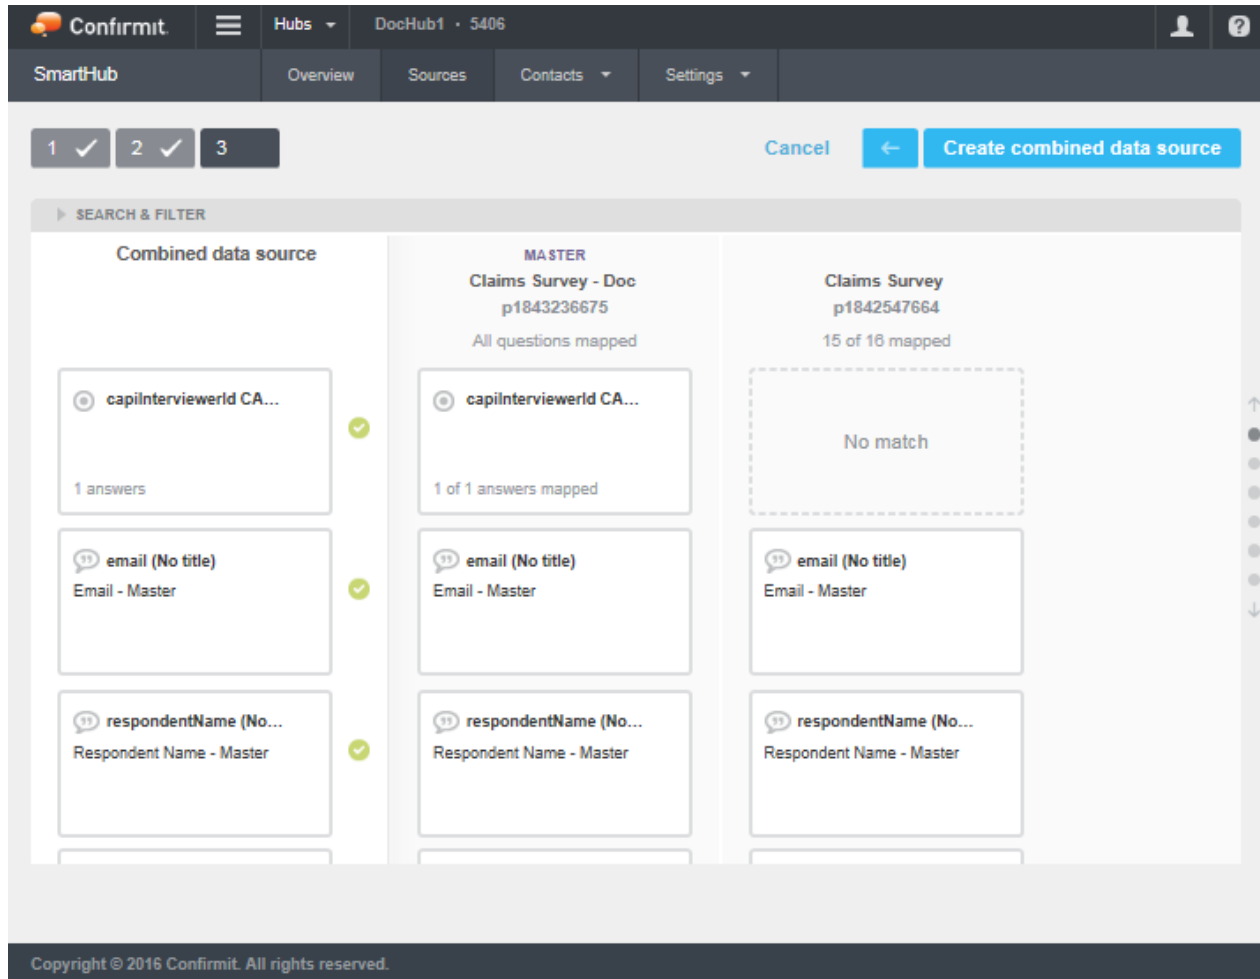 Confirmit.
Hubs
DocHub1 · 5406
SmartHub
Overview
Sources
Contacts
Settings
1
2
3
Cancel
Create combined data source
SEARCH & FILTER
Combined data source
MASTER
Claims Survey - Doc
p1843236675
All questions mapped
Claims Survey
p1842547664
15 of 16 mapped
capiInterviewerId CA...
1 answers
capiInterviewerId CA...
1 of 1 answers mapped
No match
email (No title)
Email - Master
email (No title)
Email - Master
email (No title)
Email - Master
respondentName (No...
Respondent Name - Master
respondentName (No...
Respondent Name - Master
respondentName (No...
Respondent Name - Master
Copyright © 2016 Confirmit. All rights reserved.